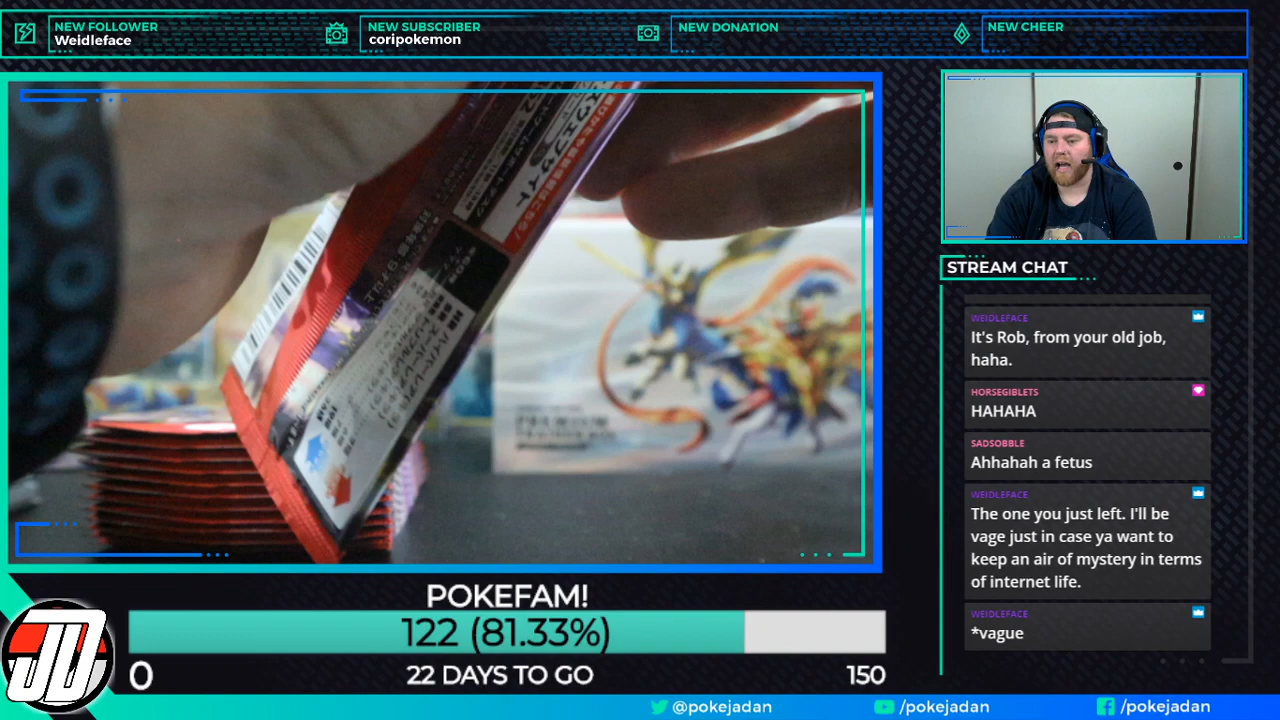 NEW FOLLOWER
Weidleface
NEW SUBSCRIBER
coripokemon
NEW DONATION
NEW CHEER
STREAM CHAT
WEIDLEFACE
It's Rob, from your old job,
haha.
HORSEGIBLETS
HAHAHA
SADSOBBLE
Ahhahah a fetus
WEIDLEFACE
The one you just left. I'll be
vage just in case ya want to
keep an air of mystery in terms
of internet life.
WEIDLEFACE
*vague
PREMIUM
POKEFAM!
122 (81.33%)
0
22 DAYS TO GO
150
@pokejadan
/pokejadan
/pokejadan